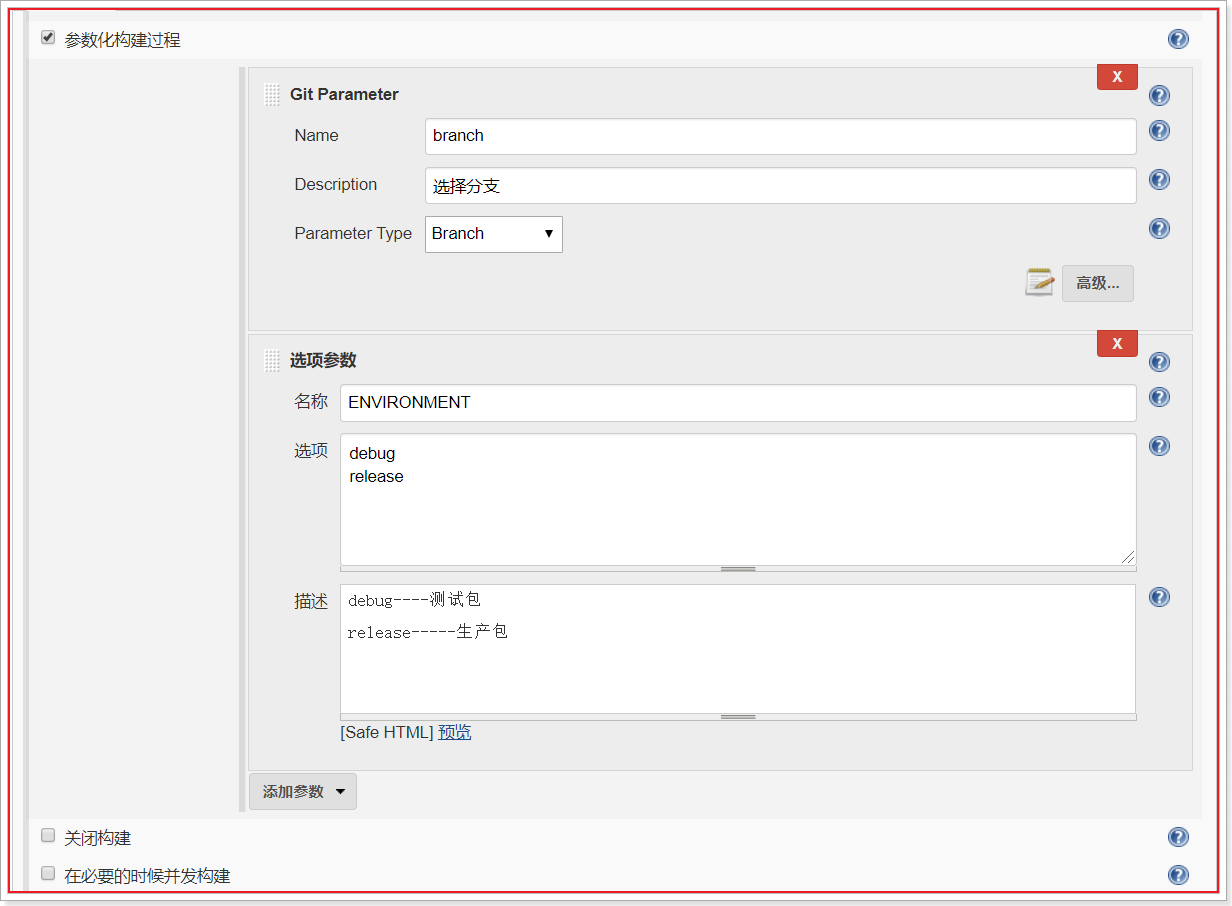 参数化构建过程
X
Git Parameter
Name branch
Description 选择分支
Parameter Type Branch
高级...
X
选项参数
名称 ENVIRONMENT
选项 debug
release
描述 debug----测试包
release-----生产包
[Safe HTML] 预览
添加参数
关闭构建
在必要的时候并发构建